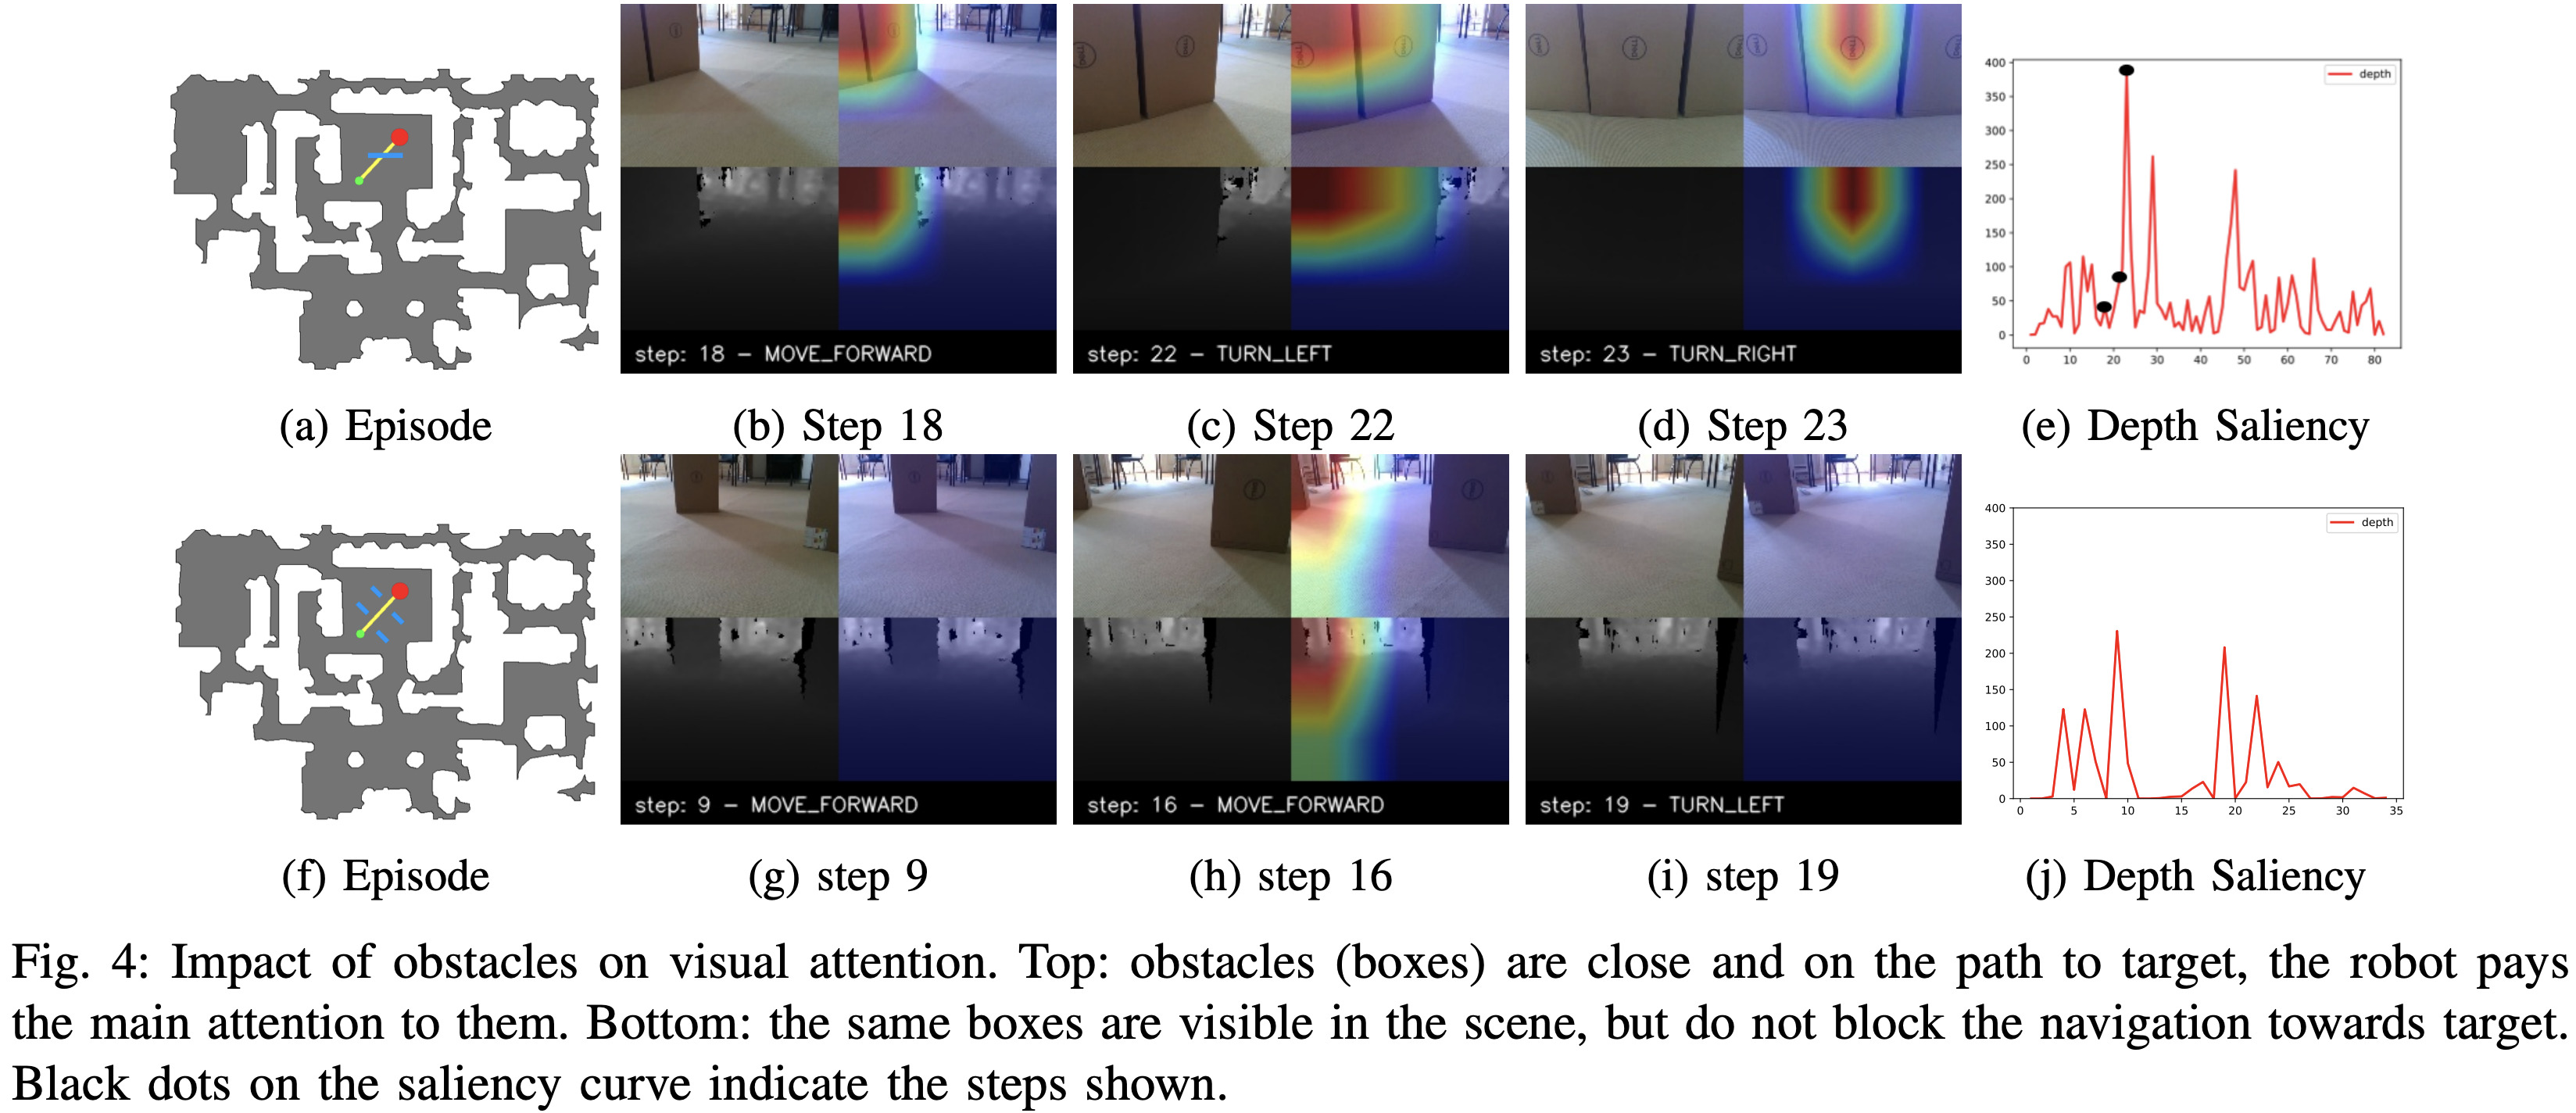 step: 18 – MOVE_FORWARD
step: 22 – TURN_LEFT
step: 23 – TURN_RIGHT
400
350
300
250
200
150
100
50
0
depth
0 10 20 30 40 50 60 70 80
(a) Episode
(b) Step 18
(c) Step 22
(d) Step 23
(e) Depth Saliency
step: 9 – MOVE_FORWARD
step: 16 – MOVE_FORWARD
step: 19 – TURN_LEFT
400
350
300
250
200
150
100
50
0
depth
0 5 10 15 20 25 30 35
(f) Episode
(g) step 9
(h) step 16
(i) step 19
(j) Depth Saliency
Fig. 4: Impact of obstacles on visual attention. Top: obstacles (boxes) are close and on the path to target, the robot pays
the main attention to them. Bottom: the same boxes are visible in the scene, but do not block the navigation towards target.
Black dots on the saliency curve indicate the steps shown.